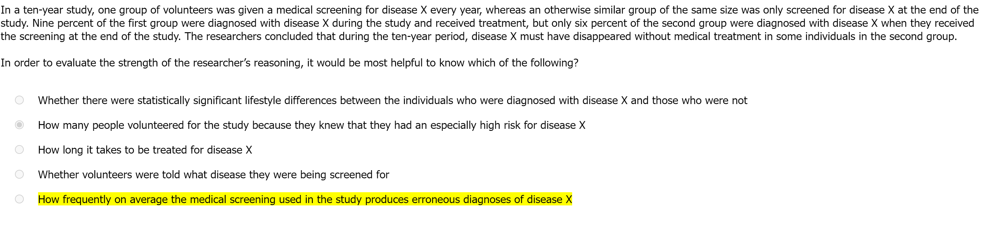 In a ten-year study, one group of volunteers was given a medical screening for disease X every year, whereas an otherwise similar group of the same size was only screened for disease X at the end of the
study. Nine percent of the first group were diagnosed with disease X during the study and received treatment, but only six percent of the second group were diagnosed with disease X when they received
the screening at the end of the study. The researchers concluded that during the ten-year period, disease X must have disappeared without medical treatment in some individuals in the second group.
In order to evaluate the strength of the researcher’s reasoning, it would be most helpful to know which of the following?
Whether there were statistically significant lifestyle differences between the individuals who were diagnosed with disease X and those who were not
How many people volunteered for the study because they knew that they had an especially high risk for disease X
How long it takes to be treated for disease X
Whether volunteers were told what disease they were being screened for
How frequently on average the medical screening used in the study produces erroneous diagnoses of disease X